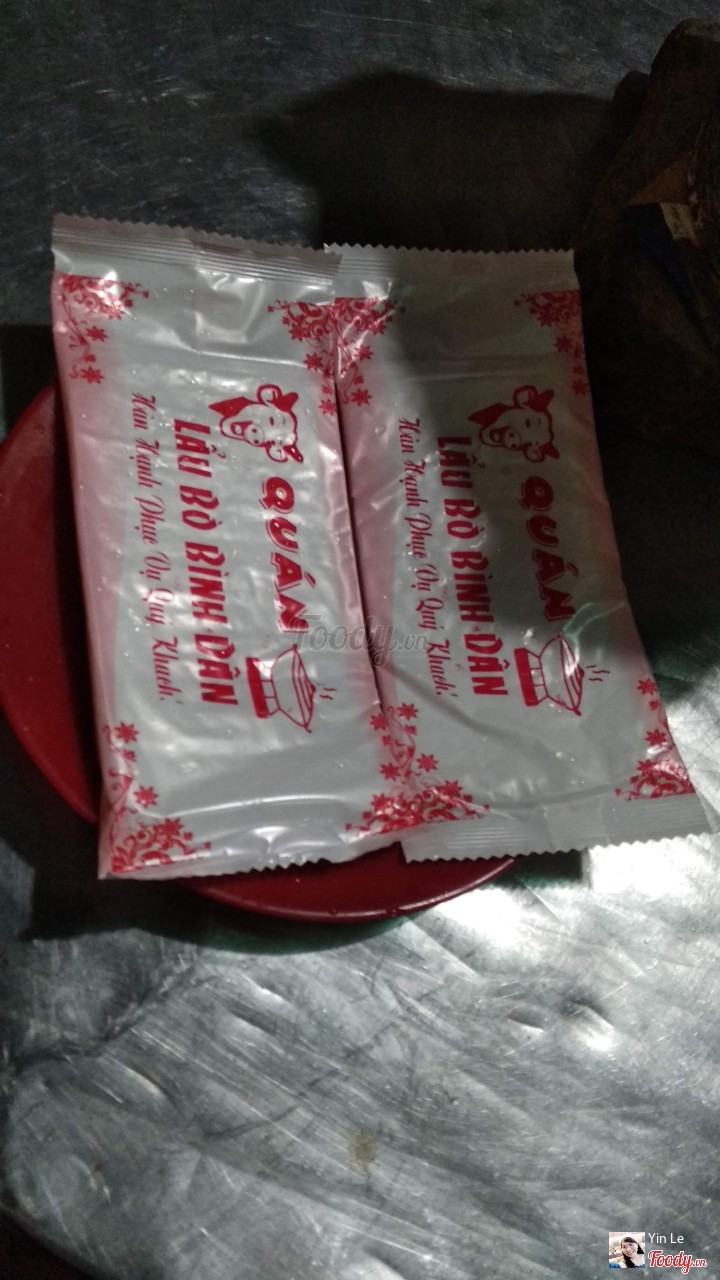 QUÁN
LẨU BÒ BÌNH DÂN
Hân Hạnh Phục Vụ Quý Khách!
QUÁN
LẨU BÒ BÌNH DÂN
Hân Hạnh Phục Vụ Quý Khách!
Foody.vn
Yin Le
Foody.vn